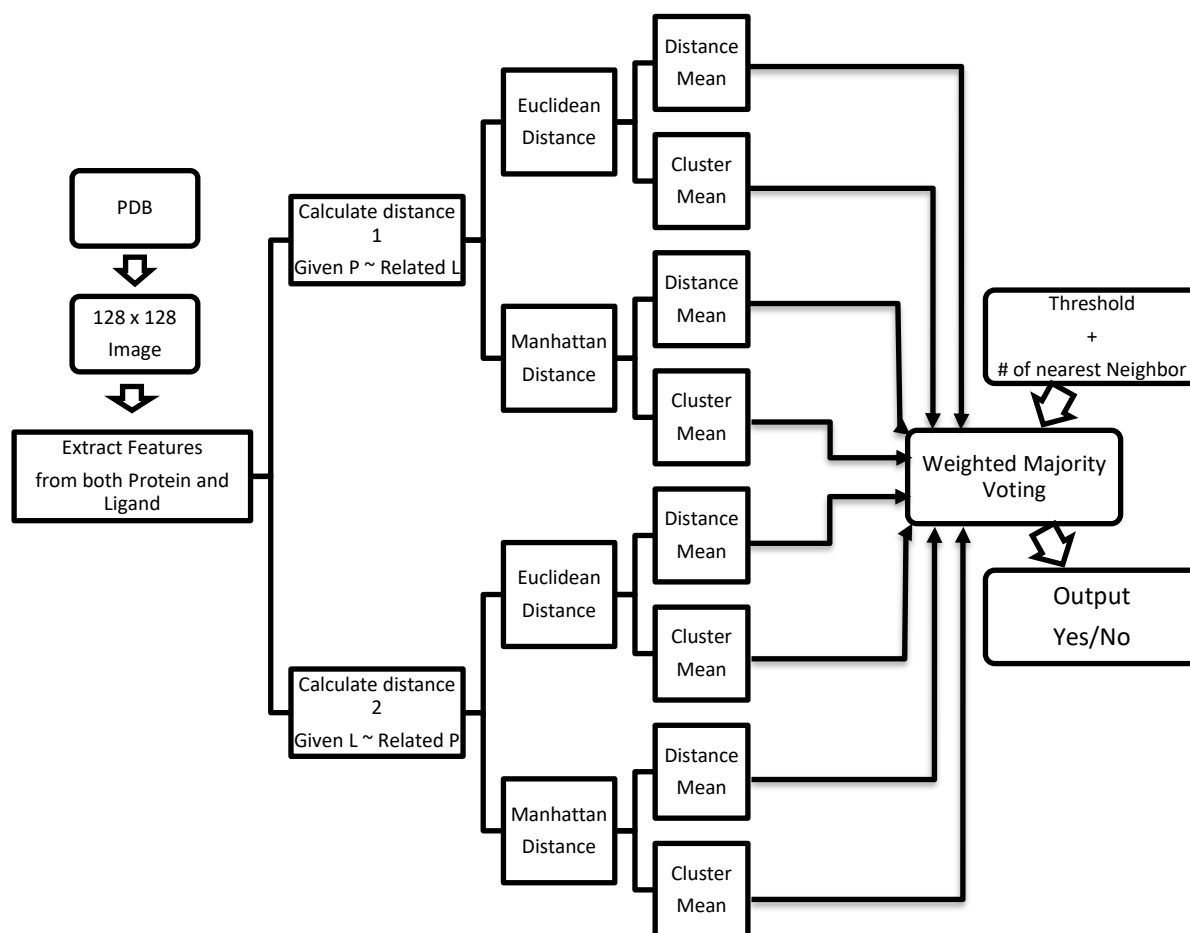 PDB
128 x 128
Image
Extract Features
from both Protein and
Ligand
Calculate distance
1
Given P ~ Related L
Calculate distance
2
Given L ~ Related P
Euclidean
Distance
Manhattan
Distance
Euclidean
Distance
Manhattan
Distance
Distance
Mean
Cluster
Mean
Distance
Mean
Cluster
Mean
Distance
Mean
Cluster
Mean
Distance
Mean
Cluster
Mean
Threshold
+
# of nearest Neighbor
Weighted Majority
Voting
Output
Yes/No